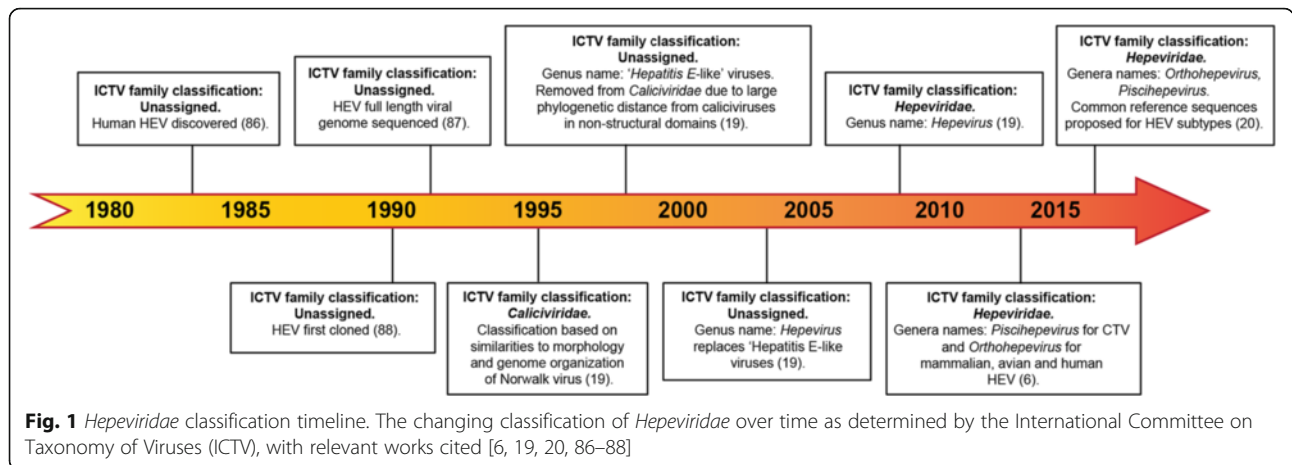 ICTV family classification:
Unassigned.
Human HEV discovered (86).
ICTV family classification:
Unassigned.
HEV full length viral
genome sequenced (87).
ICTV family classification:
Unassigned.
Genus name: ‘Hepatitis E-like’ viruses.
Removed from Caliciviridae due to large
phylogenetic distance from caliciviruses
in non-structural domains (19).
ICTV family classification:
Hepeviridae.
Genus name: Hepevirus (19).
ICTV family classification:
Hepeviridae.
Genera names: Orthohepevirus,
Piscihepevirus.
Common reference sequences
proposed for HEV subtypes (20).
1980 1985 1990 1995 2000 2005 2010 2015
ICTV family classification:
Unassigned.
HEV first cloned (88).
ICTV family classification:
Caliciviridae.
Classification based on
similarities to morphology
and genome organization
of Norwalk virus (19).
ICTV family classification:
Unassigned.
Genus name: Hepevirus
replaces ‘Hepatitis E-like
viruses (19).
ICTV family classification:
Hepeviridae.
Genera names: Piscihepevirus for CTV
and Orthohepevirus for
mammalian, avian and human
HEV (6).
Fig. 1 Hepeviridae classification timeline. The changing classification of Hepeviridae over time as determined by the International Committee on
Taxonomy of Viruses (ICTV), with relevant works cited [6, 19, 20, 86–88]